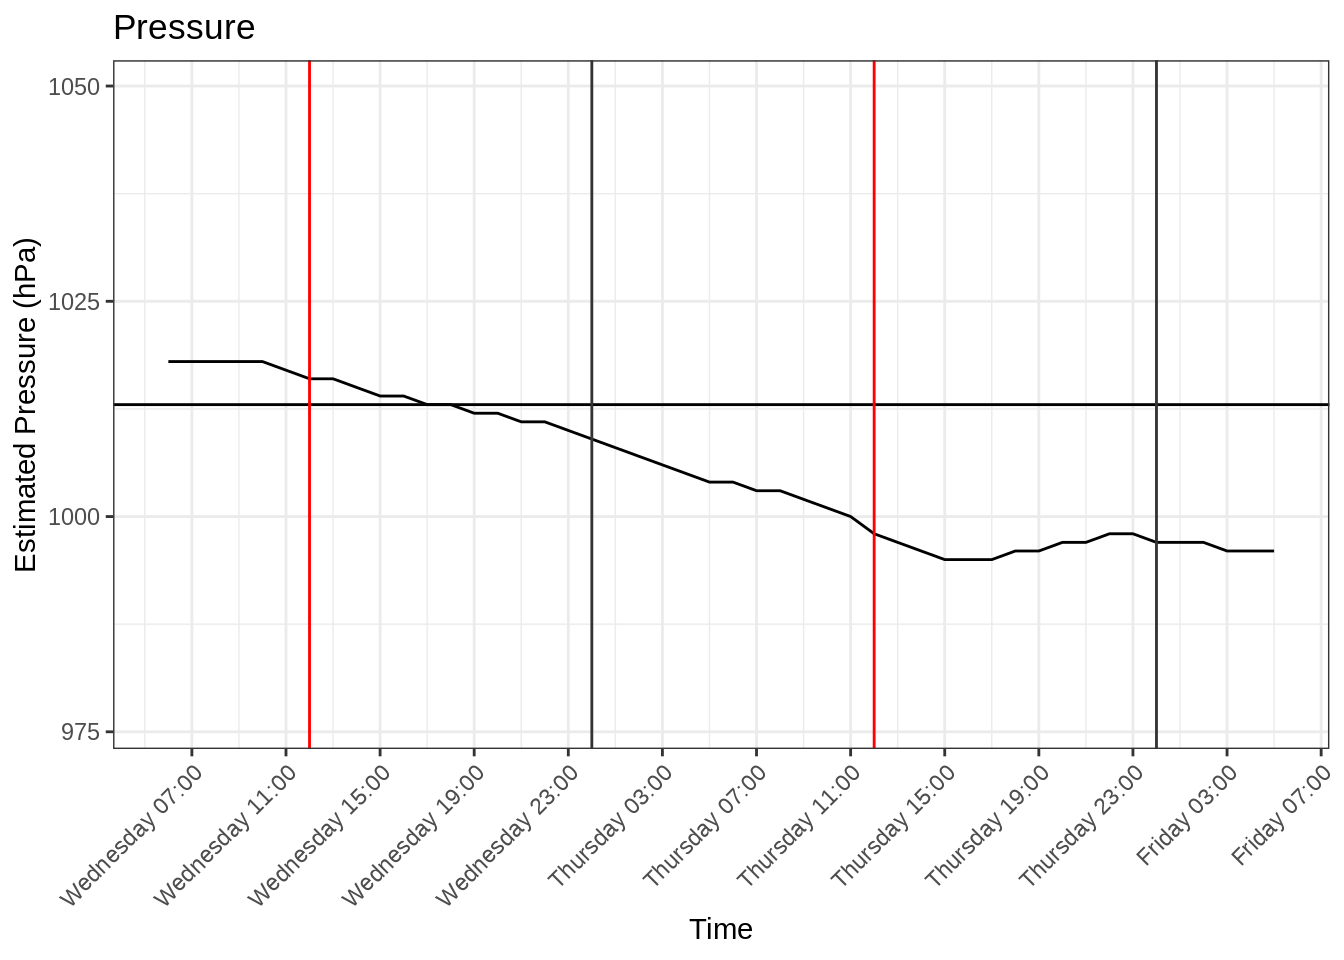 Pressure
Estimated Pressure (hPa)
1050
1025
1000
975
Wednesday 07:00
Wednesday 11:00
Wednesday 15:00
Wednesday 19:00
Wednesday 23:00
Thursday 03:00
Thursday 07:00
Thursday 11:00
Thursday 15:00
Thursday 19:00
Thursday 23:00
Friday 03:00
Friday 07:00
Time